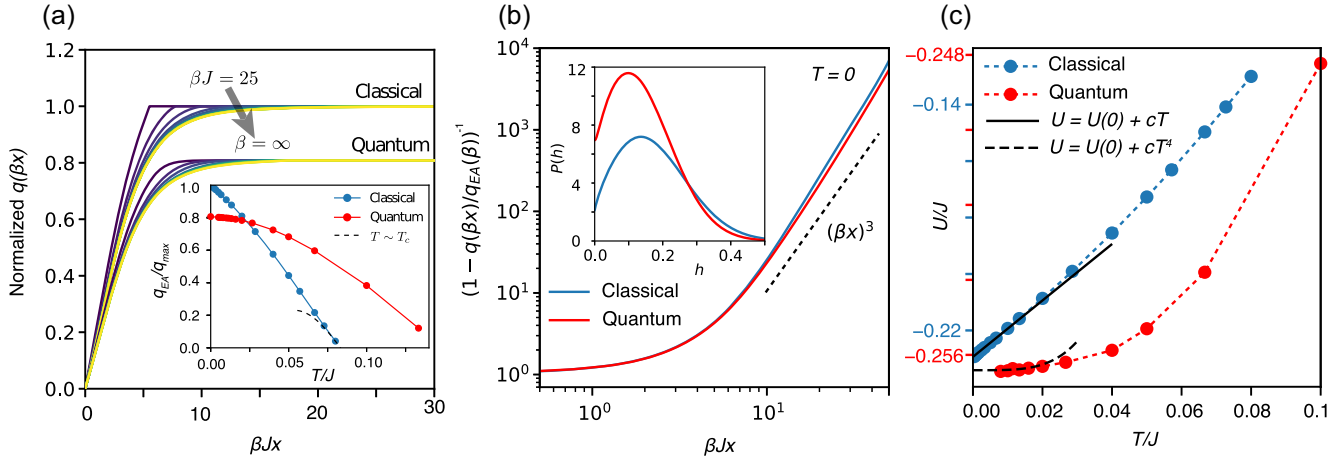 (a)
1.2
1.0
0.8
0.6
0.4
0.2
0.0
Normalized q(βx)
βJ = 25
β = ∞
Classical
Quantum
1.0
0.8
0.6
0.4
0.2
0.0
q_EA/q_max
Classical
Quantum
T ∼ T_c
0.00 0.05 0.10
T/J
0 5 10 15 20 25 30
βJx
(b)
10^4
10^3
10^2
10^1
10^0
(1 − q(βx)/q_EA(β))^-1
T = 0
12
8
4
0
P(h)
0.0 0.2 0.4
h
(βx)^3
Classical
Quantum
10^0 10^1
βJx
(c)
−0.248
−0.14
−0.22
−0.256
U/J
Classical
Quantum
U = U(0) + cT
U = U(0) + cT^4
0.00 0.02 0.04 0.06 0.08 0.1
T/J